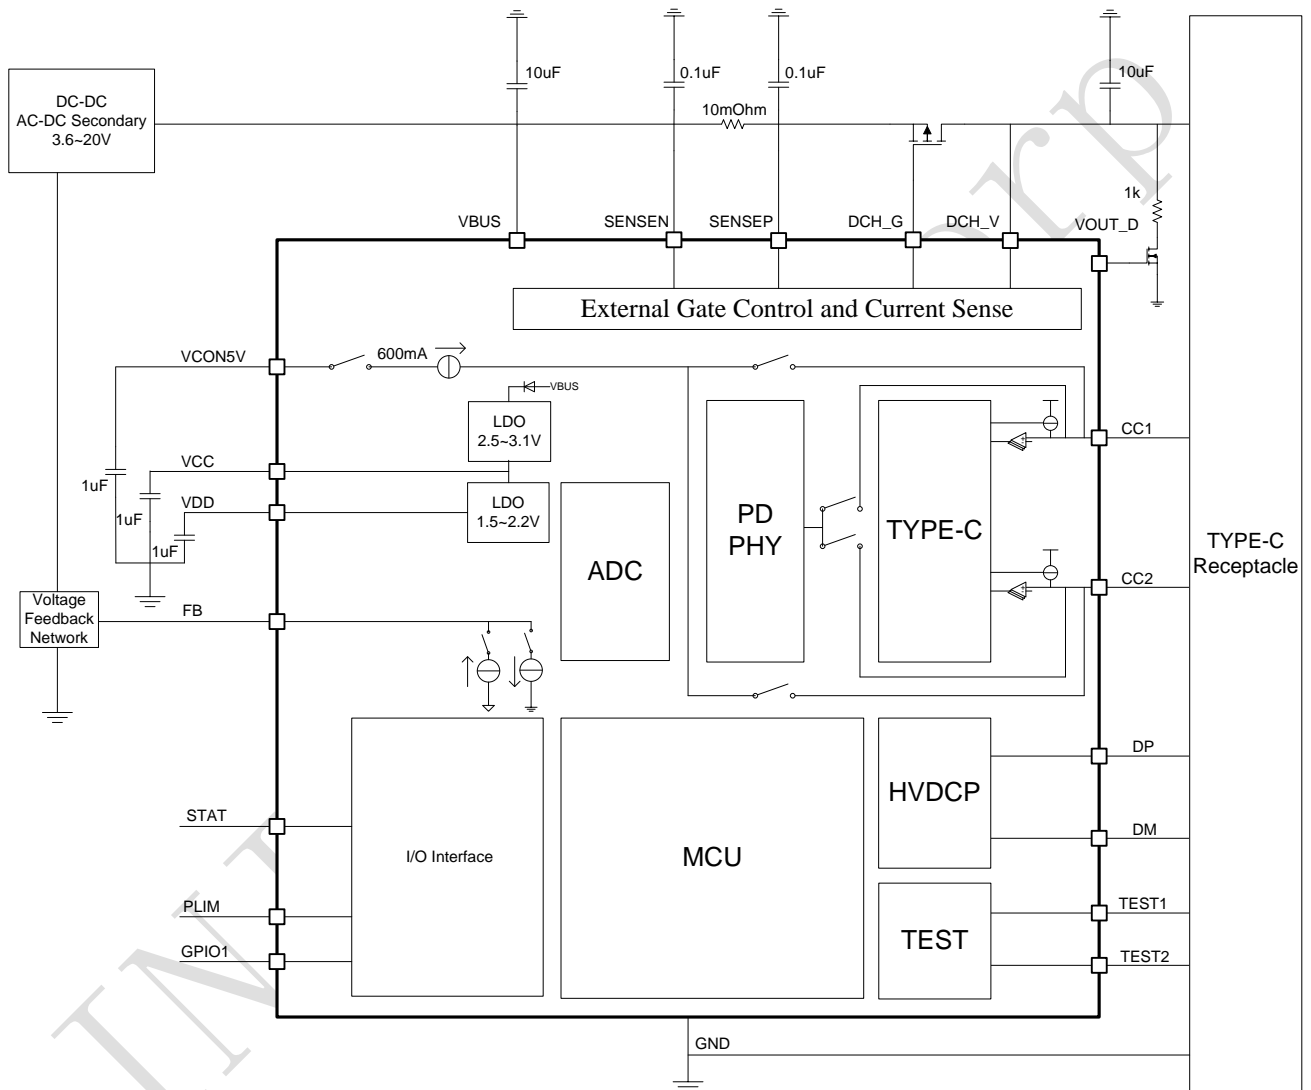 10uF
0.1uF
0.1uF
10uF
DC-DC
AC-DC Secondary
3.6~20V
10mOhm
1k
VBUS
SENSEN
SENSEP
DCH_G
DCH_V
VOUT_D
External Gate Control and Current Sense
VCON5V
600mA
VBUS
LDO
2.5~3.1V
CC1
VCC
1uF
VDD
LDO
1.5~2.2V
1uF
1uF
ADC
PD
PHY
TYPE-C
TYPE-C
Receptacle
CC2
Voltage
Feedback
Network
FB
DP
HVDCP
DM
STAT
I/O Interface
MCU
PLIM
GPIO1
TEST
TEST1
TEST2
GND